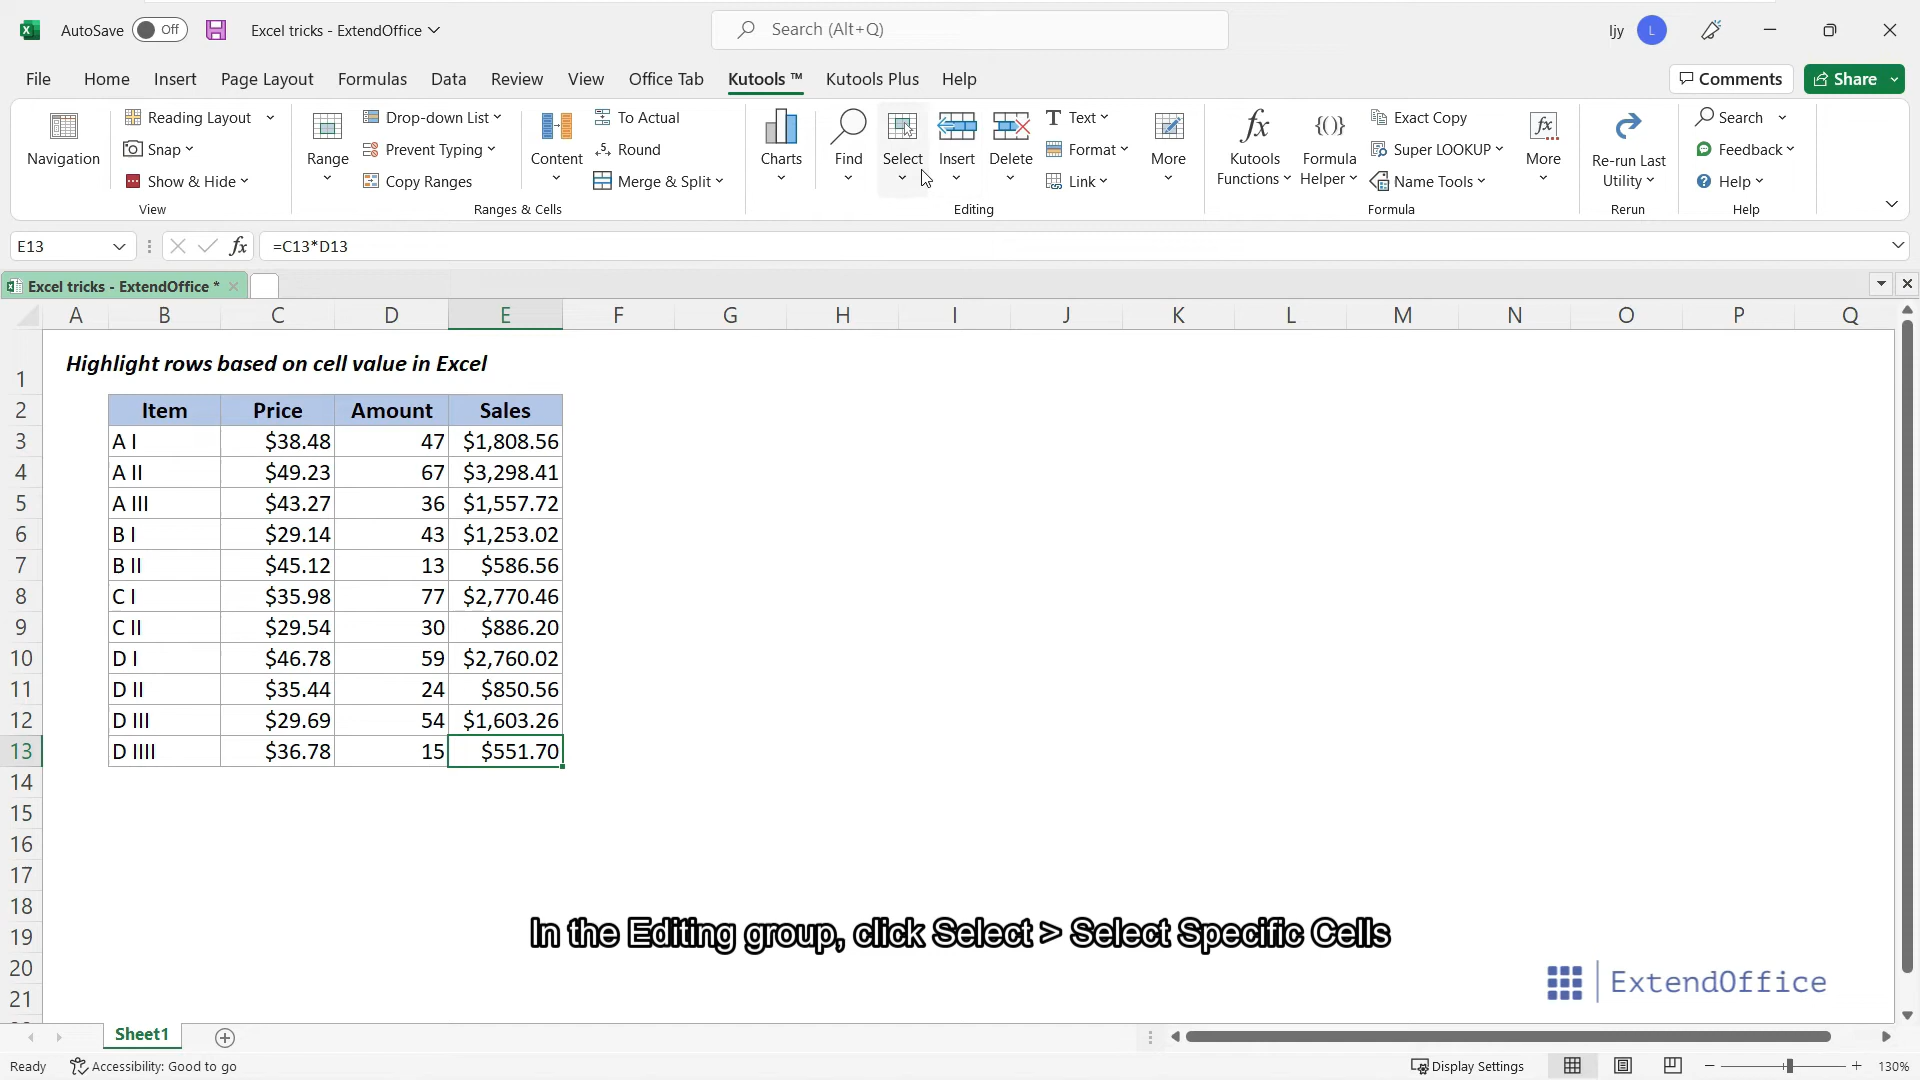 AutoSave Off Excel tricks - ExtendOffice Search (Alt+Q) ljy L
File Home Insert Page Layout Formulas Data Review View Office Tab Kutools ™ Kutools Plus Help Comments Share
Navigation
Reading Layout
Snap
Show & Hide
View
Range
Drop-down List
Prevent Typing
Copy Ranges
Content
To Actual
Round
Merge & Split
Ranges & Cells
Charts
Find
Select
Insert
Delete
Text
Format
Link
More
Editing
Kutools
Functions
Formula
Helper
Exact Copy
Super LOOKUP
Name Tools
More
Formula
Re-run Last
Utility
Rerun
Search
Feedback
Help
Help
E13 fx =C13*D13
Excel tricks - ExtendOffice *
A B C D E F G H I J K L M N O P Q
1 Highlight rows based on cell value in Excel
2 Item Price Amount Sales
3 A I $38.48 47 $1,808.56
4 A II $49.23 67 $3,298.41
5 A III $43.27 36 $1,557.72
6 B I $29.14 43 $1,253.02
7 B II $45.12 13 $586.56
8 C I $35.98 77 $2,770.46
9 C II $29.54 30 $886.20
10 D I $46.78 59 $2,760.02
11 D II $35.44 24 $850.56
12 D III $29.69 54 $1,603.26
13 D IIII $36.78 15 $551.70
14
15
16
17
18
19
20
21
In the Editing group, click Select > Select Specific Cells
ExtendOffice
Sheet1
Ready Accessibility: Good to go Display Settings 130%